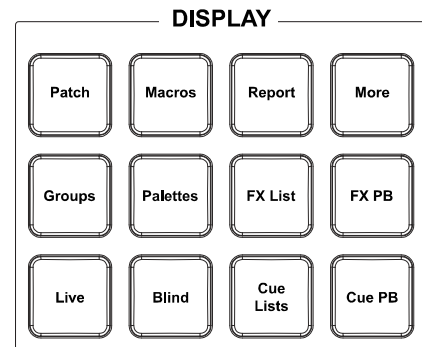 DISPLAY
Patch Macros Report More
Groups Palettes FX List FX PB
Live Blind Cue Lists Cue PB